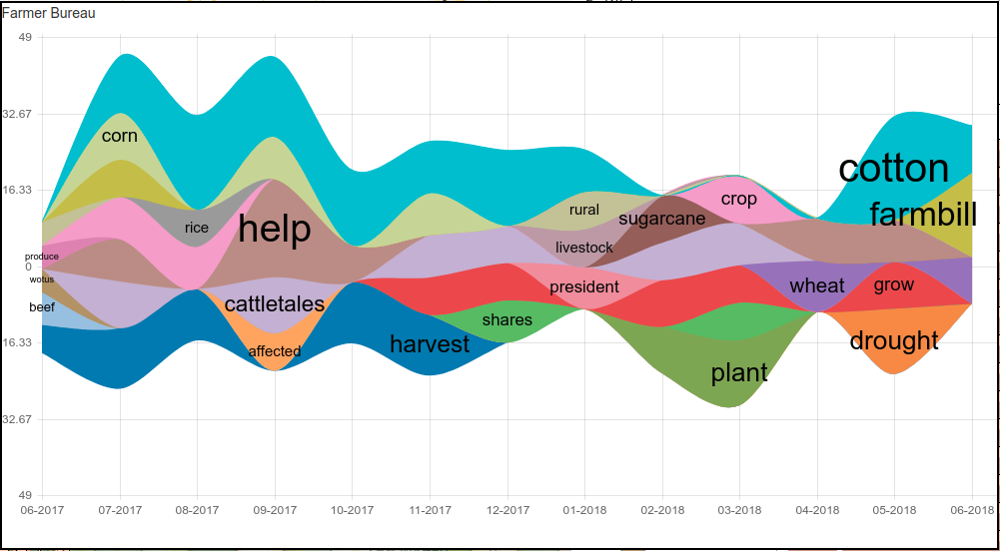 Farmer Bureau
49
32.67
16.33
0
16.33
32.67
49
corn
cotton
crop
rural
farmbill
sugarcane
rice
help
livestock
produce
wotus
wheat
grow
president
cattletales
beef
shares
drought
harvest
affected
plant
06-2017 07-2017 08-2017 09-2017 10-2017 11-2017 12-2017 01-2018 02-2018 03-2018 04-2018 05-2018 06-2018